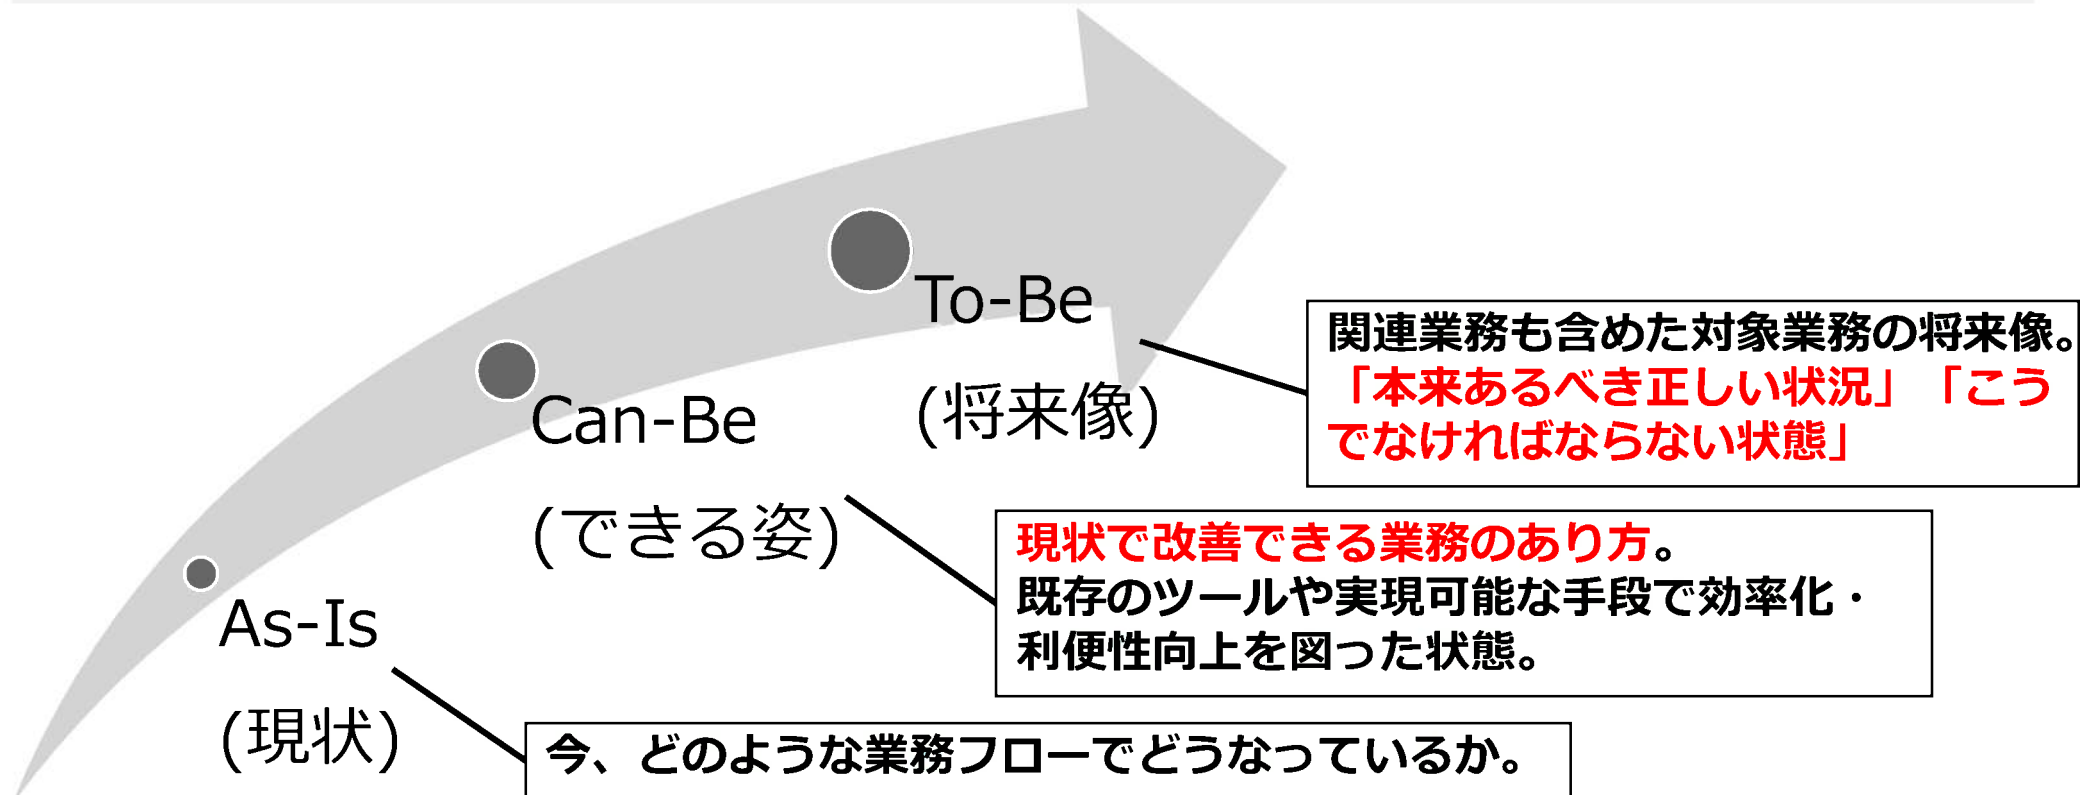 To-Be
(将来像)
関連業務も含めた対象業務の将来像。
「本来あるべき正しい状況」「こう
でなければならない状態」
Can-Be
(できる姿)
現状で改善できる業務のあり方。
既存のツールや実現可能な手段で効率化・
利便性向上を図った状態。
As-Is
(現状)
今、どのような業務フローでどうなっているか。